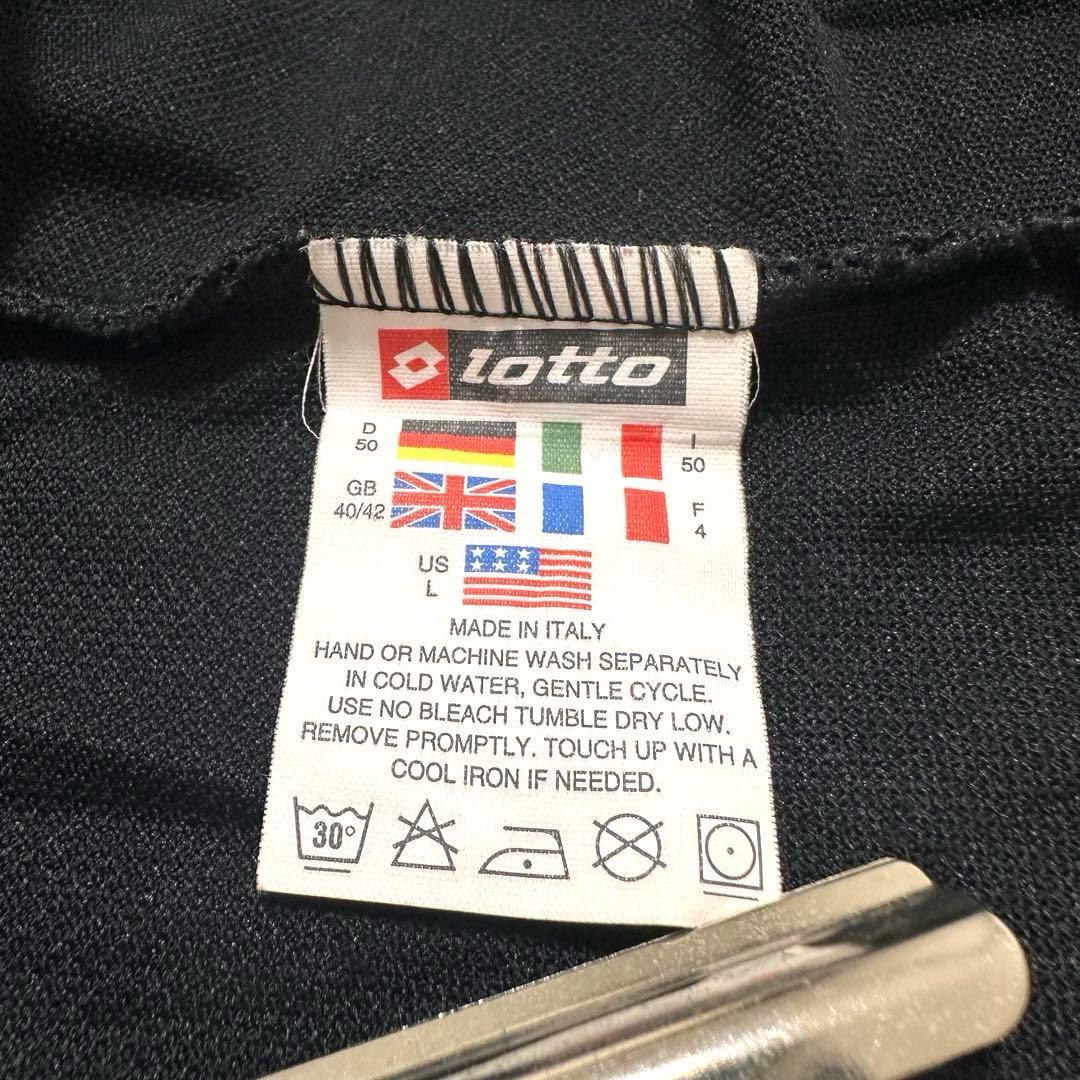 lotto
D
50
I
50
GB
40/42
F
4
US
L
MADE IN ITALY
HAND OR MACHINE WASH SEPARATELY
IN COLD WATER, GENTLE CYCLE.
USE NO BLEACH TUMBLE DRY LOW.
REMOVE PROMPTLY. TOUCH UP WITH A
COOL IRON IF NEEDED.
30°